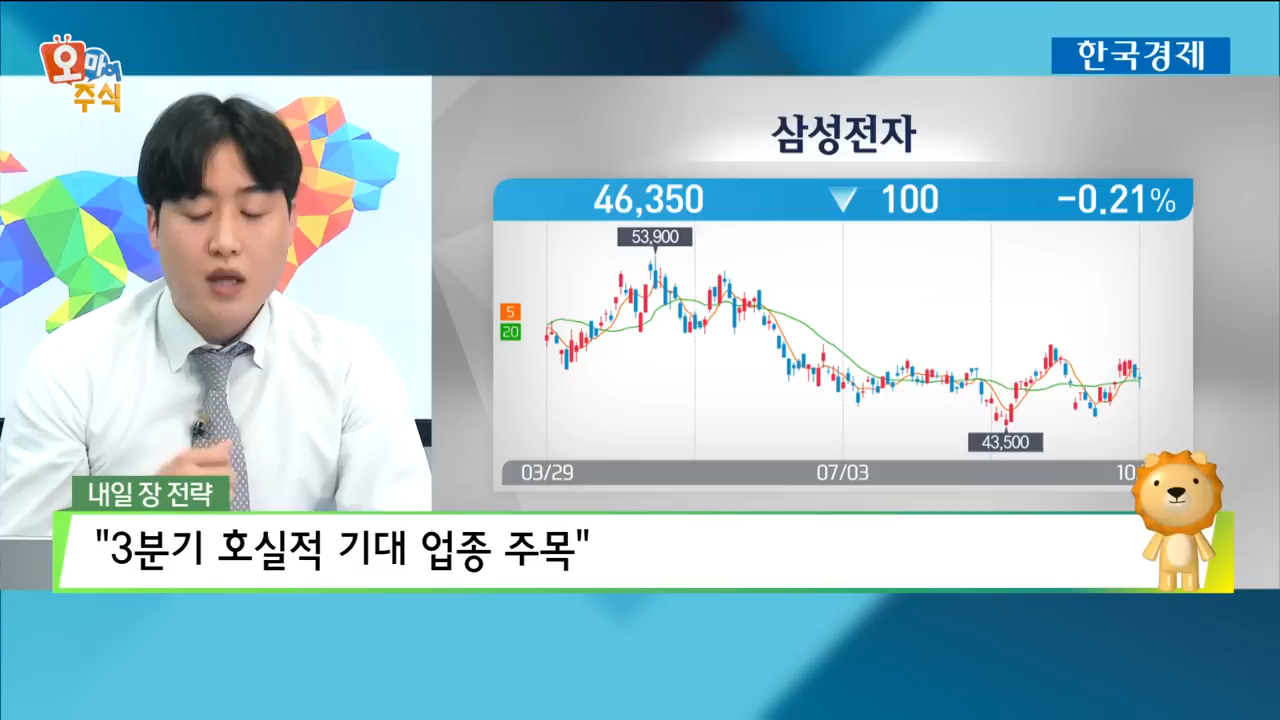 오마이
주식
한국경제
삼성전자
46,350 ▼ 100 -0.21%
53,900
5
20
43,500
03/29 07/03 10.
내일 장 전략
"3분기 호실적 기대 업종 주목"